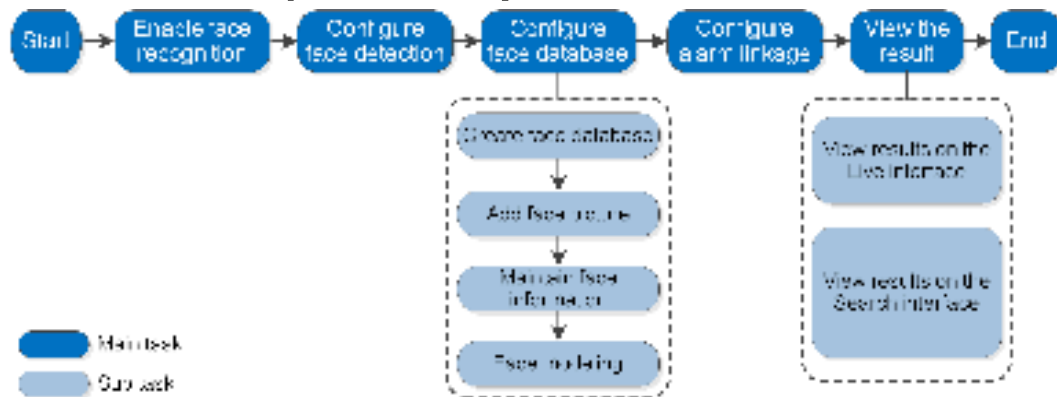 Start
Enable face
recognition
Configure
face detection
Configure
face database
Configure
alarm linkage
View the
result
End
Create face database
Add face picture
Maintain face
information
Face modeling
View results on the
Live interface
View results on the
Search interface
Main task
Sub task